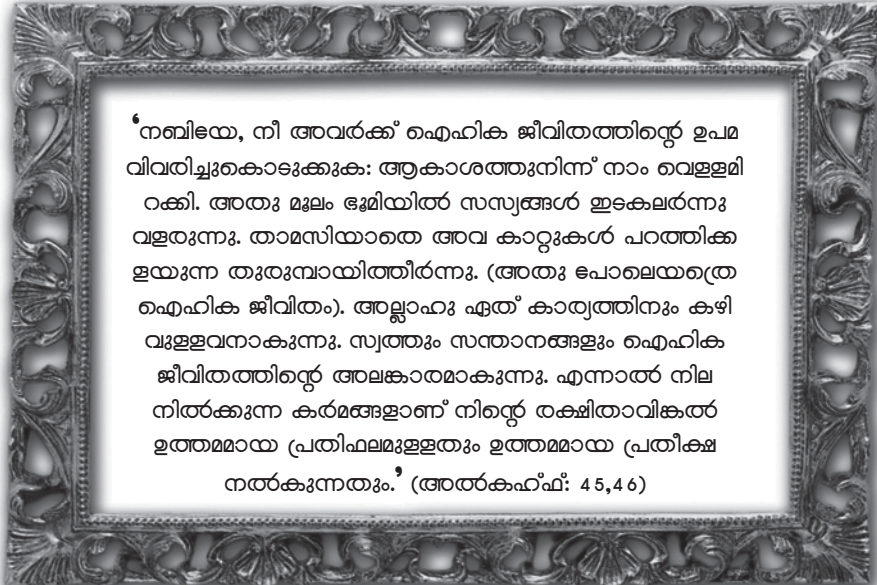 ‘നബിയേ, നീ അവർക്ക് ഐഹിക ജീവിതത്തിന്റെ ഉപമ
വിവരിച്ചുകൊടുക്കുക: ആകാശത്തുനിന്ന് നാം വെള്ളമി
റക്കി. അതു മൂലം ഭൂമിയിൽ സസ്യങ്ങൾ ഇടകലർന്നു
വളരുന്നു. താമസിയാതെ അവ കാറ്റുകൾ പറത്തിക്ക
ളയുന്ന തുരുമ്പായിത്തീർന്നു. (അതു പോലെയത്രെ
ഐഹിക ജീവിതം). അല്ലാഹു ഏത് കാര്യത്തിനും കഴി
വുള്ളവനാകുന്നു. സ്വത്തും സന്താനങ്ങളും ഐഹിക
ജീവിതത്തിന്റെ അലങ്കാരമാകുന്നു. എന്നാൽ നില
നിൽക്കുന്ന കർമങ്ങളാണ് നിന്റെ രക്ഷിതാവിങ്കൽ
ഉത്തമമായ പ്രതിഫലമുള്ളതും ഉത്തമമായ പ്രതീക്ഷ
നൽകുന്നതും.’ (അൽകഹ്ഫ്: 45,46)